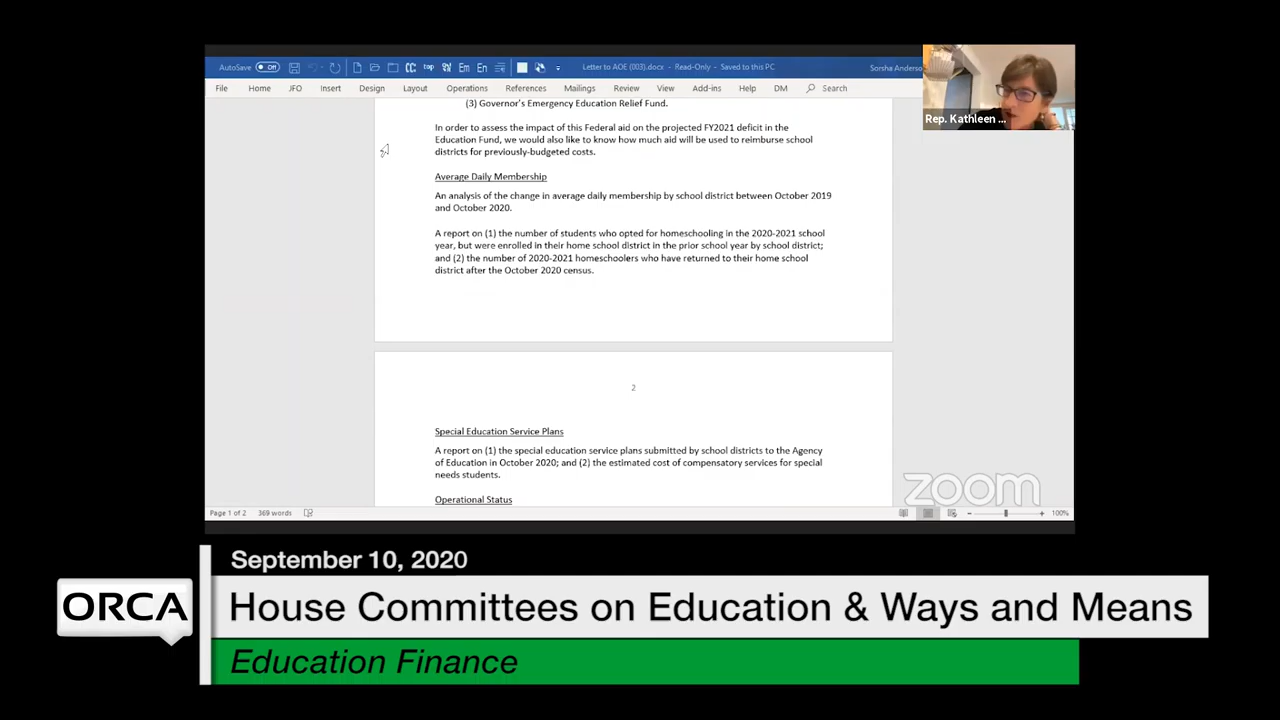 AutoSave Off Letter to AOE (003).docx - Read-Only - Saved to this PC Sorsha Anderso
File Home JFO Insert Design Layout Operations References Mailings Review View Add-ins Help DM Search
Rep. Kathleen ...
(3) Governor's Emergency Education Relief Fund.
In order to assess the impact of this Federal aid on the projected FY2021 deficit in the
Education Fund, we would also like to know how much aid will be used to reimburse school
districts for previously-budgeted costs.
Average Daily Membership
An analysis of the change in average daily membership by school district between October 2019
and October 2020.
A report on (1) the number of students who opted for homeschooling in the 2020-2021 school
year, but were enrolled in their home school district in the prior school year by school district;
and (2) the number of 2020-2021 homeschoolers who have returned to their home school
district after the October 2020 census.
2
Special Education Service Plans
A report on (1) the special education service plans submitted by school districts to the Agency
of Education in October 2020; and (2) the estimated cost of compensatory services for special
needs students.
Operational Status
zoom
Page 1 of 2 369 words 100%
September 10, 2020
ORCA
House Committees on Education & Ways and Means
Education Finance